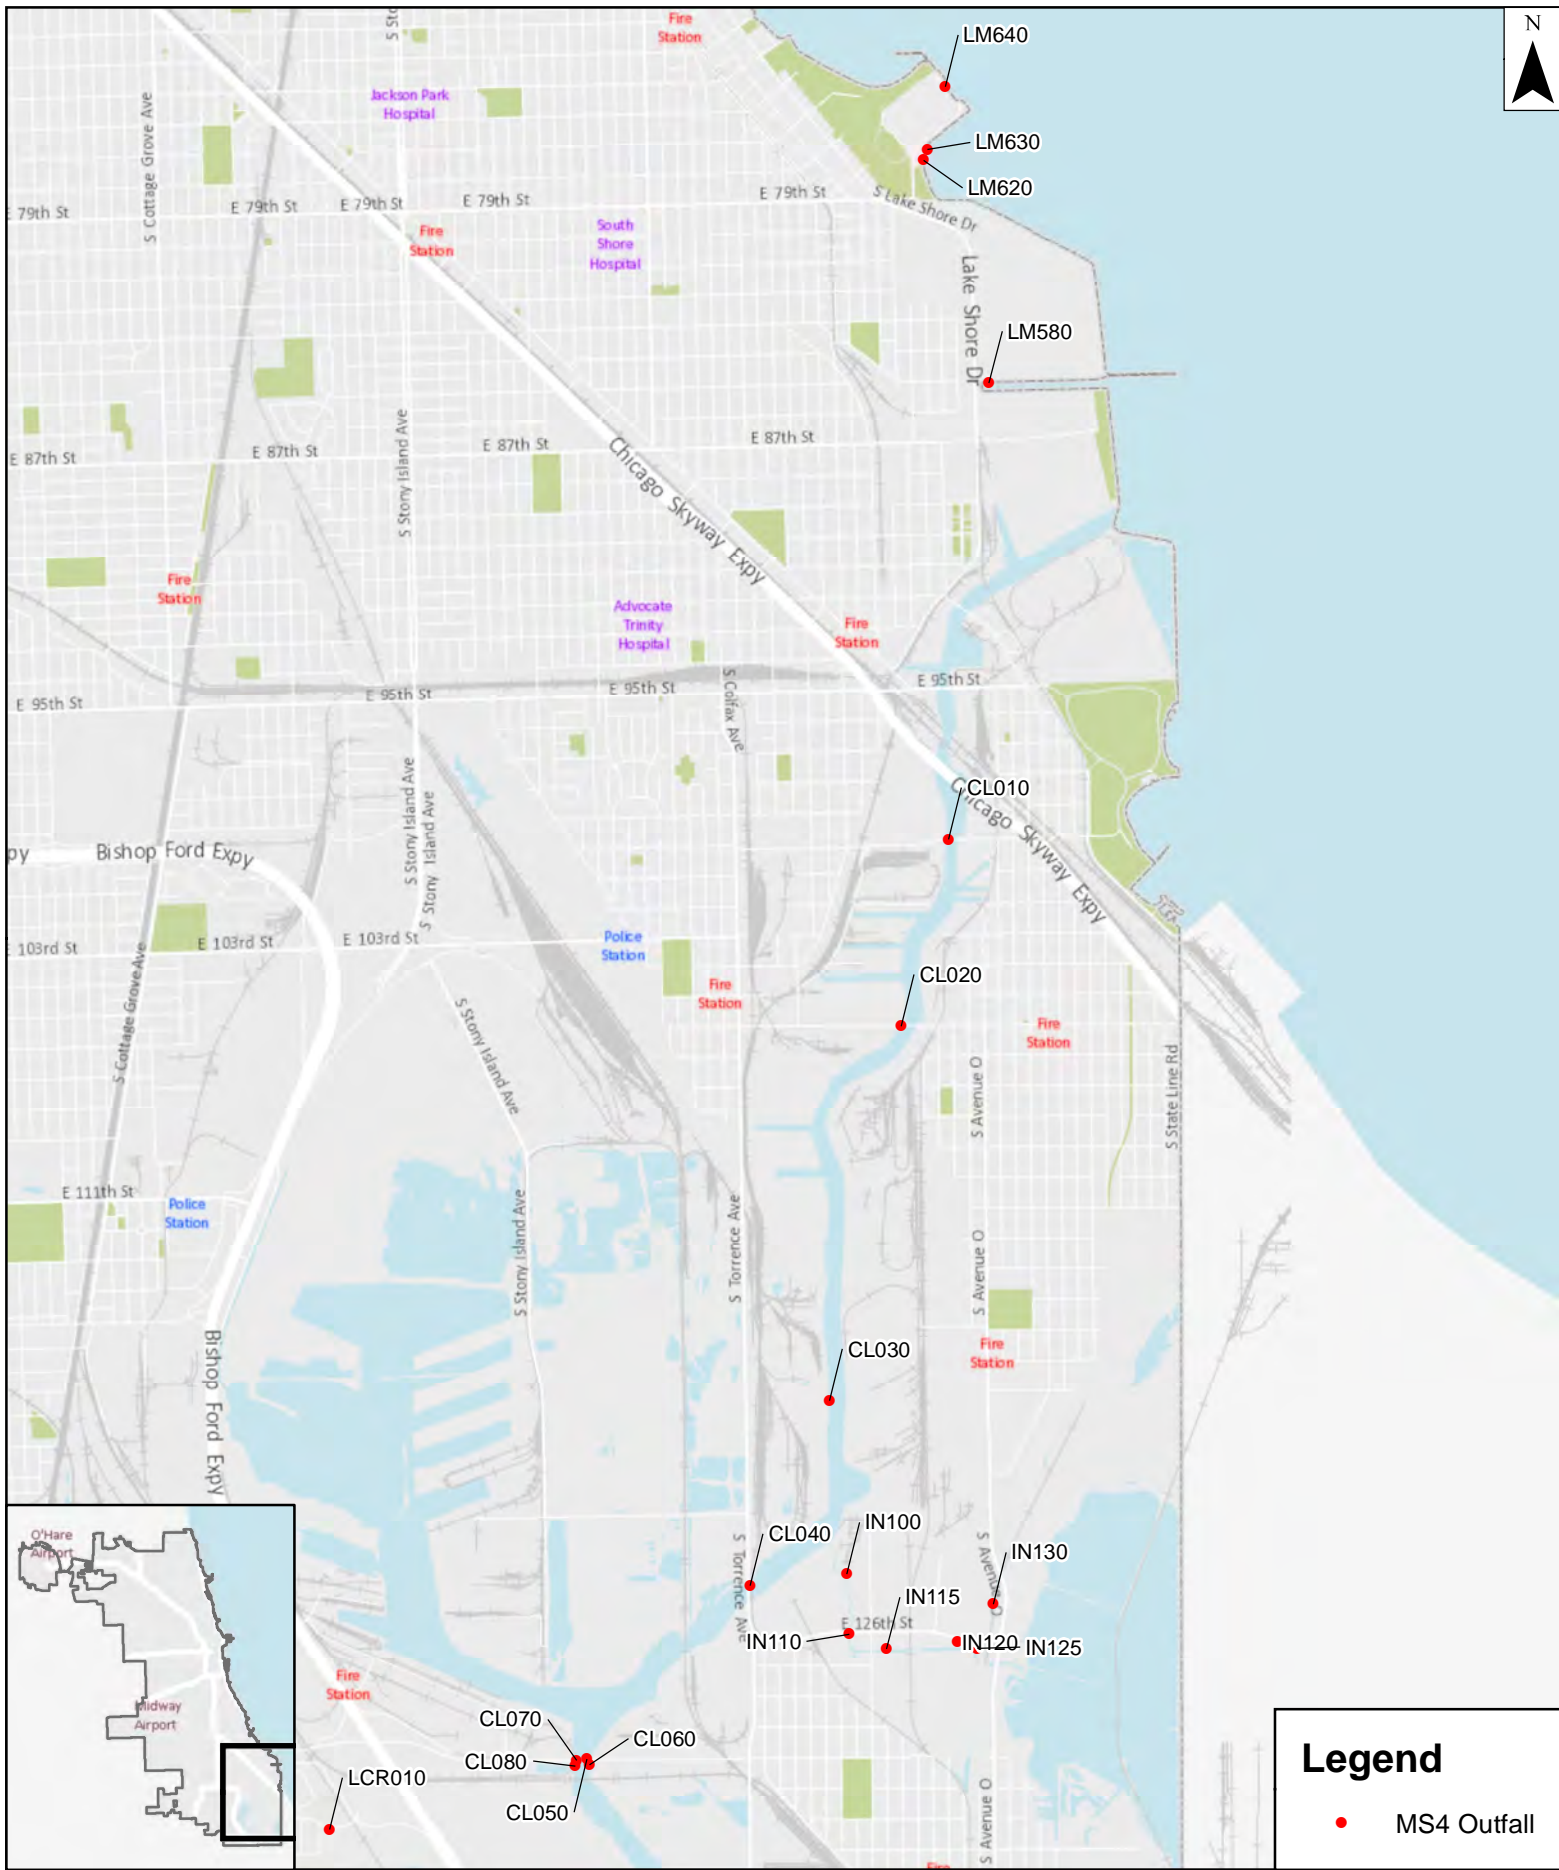 Fire
Station
S Sto
N
LM640
Jackson Park
Hospital
S Cottage Grove Ave
LM630
LM620
E 79th St
E 79th St
E 79th St
E 79th St
E 79th St
S Lake Shore Dr
Fire
Station
South
Shore
Hospital
Lake Shore Dr
LM580
E 87th St
E 87th St
E 87th St
E 87th St
S Stony Island Ave
Chicago Skyway Expy
Fire
Station
Advocate
Trinity
Hospital
Fire
Station
E 95th St
E 95th St
E 95th St
E 95th St
S Colfax Ave
S Stony Island Ave
S Stony Island Ave
CL010
Chicago Skyway Expy
py
Bishop Ford Expy
E 103rd St
E 103rd St
E 103rd St
Police
Station
S Cottage Grove Ave
CL020
Fire
Station
S Stony Island Ave
Fire
Station
S Avenue O
S State Line Rd
E 111th St
Police
Station
S Stony Island Ave
S Torrence Ave
S Avenue O
Bishop Ford Expy
CL030
Fire
Station
O'Hare
Airport
CL040
IN100
S Torrence Ave
S Avenue O
IN130
IN115
E 126th St
IN110
IN120
IN125
Fire
Station
Midway
Airport
CL070
CL060
CL080
LCR010
CL050
S Avenue O
Legend
MS4 Outfall
Fire